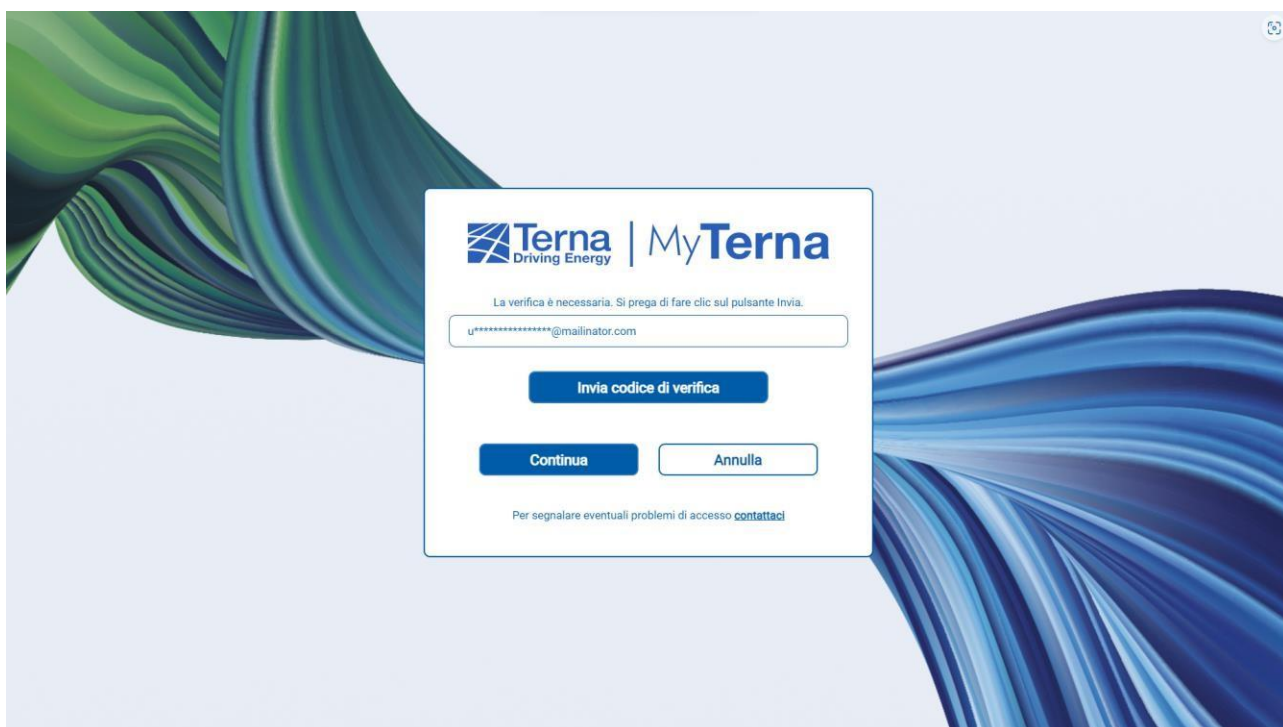 Terna
Driving Energy
MyTerna
La verifica è necessaria. Si prega di fare clic sul pulsante Invia.
u****************@mailinator.com
Invia codice di verifica
Continua
Annulla
Per segnalare eventuali problemi di accesso contattaci